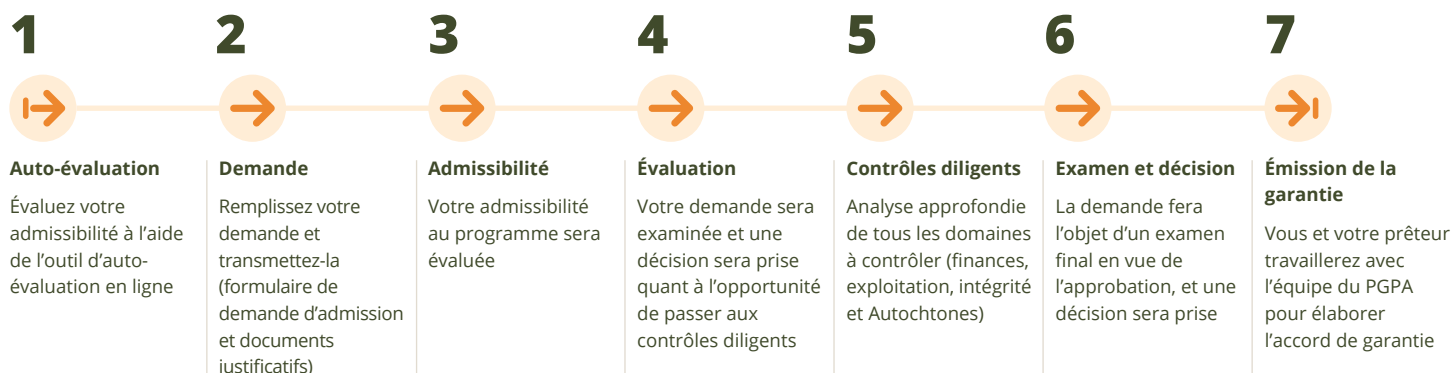 1
2
3
4
5
6
7
Auto-évaluation
Évaluez votre
admissibilité à l'aide
de l'outil d'auto-
évaluation en ligne
Demande
Remplissez votre
demande et
transmettez-la
(formulaire de
demande d'admission
et documents
justificatifs)
Admissibilité
Votre admissibilité
au programme sera
évaluée
Évaluation
Votre demande sera
examinée et une
décision sera prise
quant à l'opportunité
de passer aux
contrôles diligents
Contrôles diligents
Analyse approfondie
de tous les domaines
à contrôler (finances,
exploitation, intégrité
et Autochtones)
Examen et décision
La demande fera
l'objet d'un examen
final en vue de
l'approbation, et une
décision sera prise
Émission de la
garantie
Vous et votre prêteur
travaillerez avec
l'équipe du PGPA
pour élaborer
l'accord de garantie